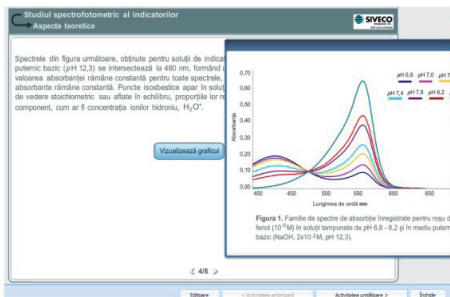 Studiul spectrofotometric al indicatorilor
Aspecte teoretice
SIVECO
Spectrele din figura următoare, obținute pentru soluții de indica
puternic bazic (pH 12,3) se intersectează la 480 nm, formând
valoarea absorbanței rămâne constantă pentru toate spectrele,
absorbante rămâne constantă. Puncte isosbestice apar în soluț
de vedere stoichiometric sau aflate în echilibru, proporțiile lor re
component, cum ar fi concentrația ionilor hidroniu, H₃O⁺.
Vizualizează graficul
0,70
0,60
0,50
0,40
0,30
0,20
0,10
0,00
Absorbanța
pH 6,8 pH 7,0 pH 7
pH 7,4 pH 7,8 pH 8,2
400 450 500 550 600 650
Lungimea de undă nm
Figura 1. Familie de spectre de absorbție înregistrate pentru roșu d
fenol (10⁻⁵M) în soluții tamponate de pH 6,8 - 8,2 și în mediu putern
bazic (NaOH, 2x10⁻²M, pH 12,3).
4/8
Editoare < Activitatea anterioară Activitatea următoare > Închide